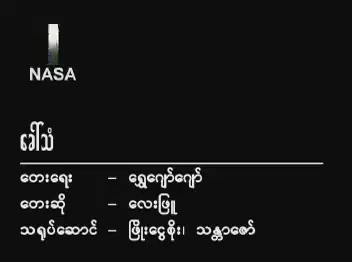 NASA
ခေါ်သံ
တေးရေး – ရွှေဂျော်ဂျော်
တေးဆို – လေးဖြူ
သရုပ်ဆောင် – ဖြိုးငွေစိုး၊ သန္တာဇော်